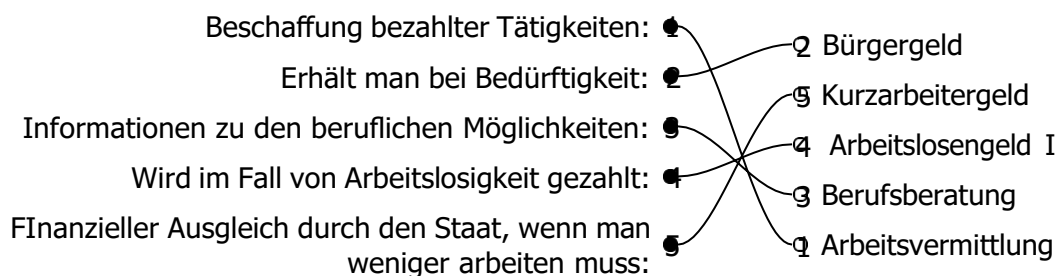 Beschaffung bezahlter Tätigkeiten: 1
Erhält man bei Bedürftigkeit: 2
Informationen zu den beruflichen Möglichkeiten: 3
Wird im Fall von Arbeitslosigkeit gezahlt: 4
FInanzieller Ausgleich durch den Staat, wenn man
weniger arbeiten muss: 5
2 Bürgergeld
5 Kurzarbeitergeld
4 Arbeitslosengeld I
3 Berufsberatung
1 Arbeitsvermittlung